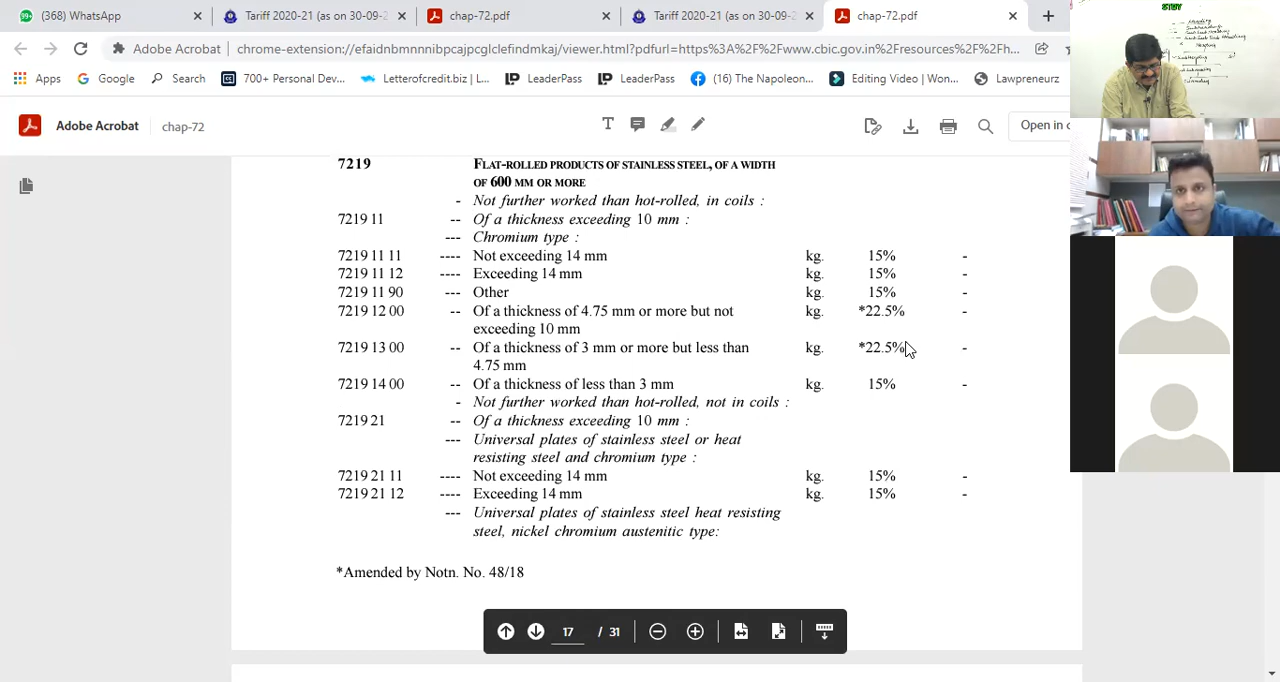 (368) WhatsApp
Tariff 2020-21 (as on 30-09-2
chap-72.pdf
Tariff 2020-21 (as on 30-09-2
chap-72.pdf
99+
Adobe Acrobat chrome-extension://efaidnbmnnnibpcajpcglclefindmkaj/viewer.html?pdfurl=https%3A%2F%2Fwww.cbic.gov.in%2Fresources%2F%2Fh...
Apps Google Search 700+ Personal Dev... Letterofcredit.biz | L... LeaderPass LeaderPass (16) The Napoleon... Editing Video | Won... Lawpreneurz
Adobe Acrobat chap-72 T Open in c
7219 FLAT-ROLLED PRODUCTS OF STAINLESS STEEL, OF A WIDTH
OF 600 MM OR MORE
- Not further worked than hot-rolled, in coils :
7219 11 -- Of a thickness exceeding 10 mm :
--- Chromium type :
7219 11 11 ---- Not exceeding 14 mm kg. 15% -
7219 11 12 ---- Exceeding 14 mm kg. 15% -
7219 11 90 --- Other kg. 15% -
7219 12 00 -- Of a thickness of 4.75 mm or more but not kg. *22.5% -
exceeding 10 mm
7219 13 00 -- Of a thickness of 3 mm or more but less than kg. *22.5% -
4.75 mm
7219 14 00 -- Of a thickness of less than 3 mm kg. 15% -
- Not further worked than hot-rolled, not in coils :
7219 21 -- Of a thickness exceeding 10 mm :
--- Universal plates of stainless steel or heat
resisting steel and chromium type :
7219 21 11 ---- Not exceeding 14 mm kg. 15% -
7219 21 12 ---- Exceeding 14 mm kg. 15% -
--- Universal plates of stainless steel heat resisting
steel, nickel chromium austenitic type:
*Amended by Notn. No. 48/18
17 / 31